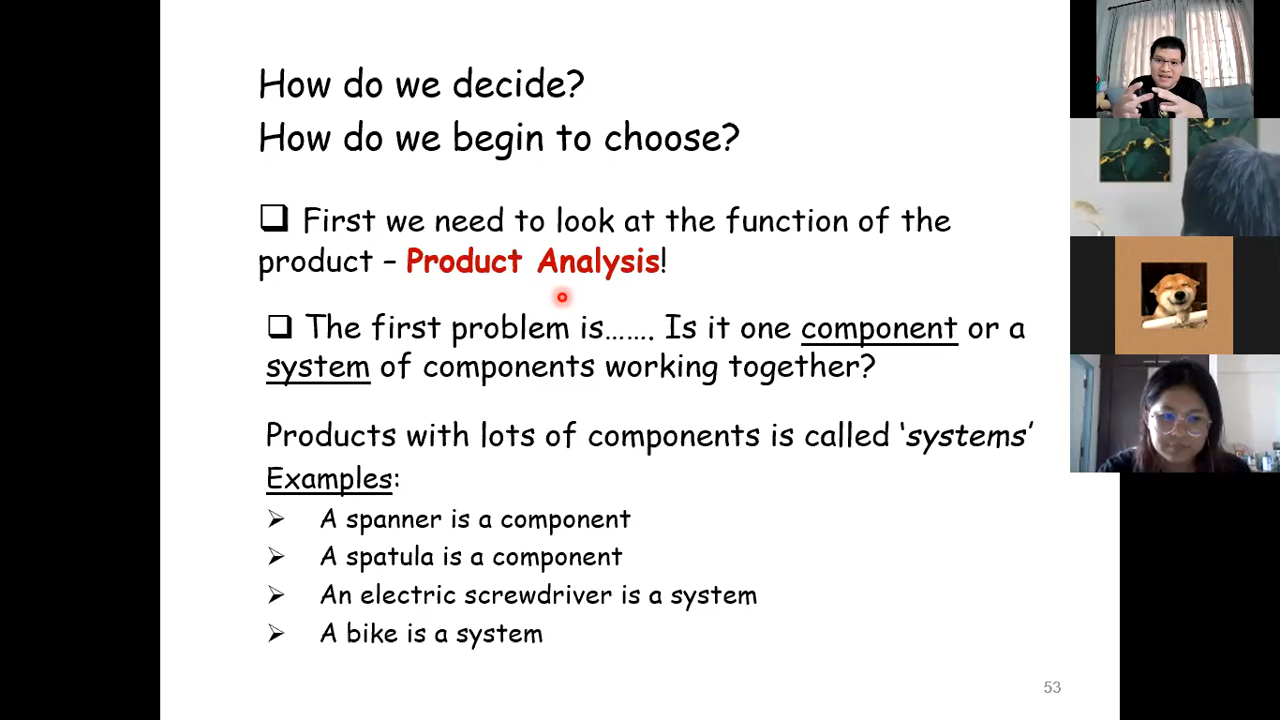 How do we decide?
How do we begin to choose?
❑ First we need to look at the function of the
product – Product Analysis!
❑ The first problem is……. Is it one component or a
system of components working together?
Products with lots of components is called ‘systems’
Examples:
➢ A spanner is a component
➢ A spatula is a component
➢ An electric screwdriver is a system
➢ A bike is a system
53